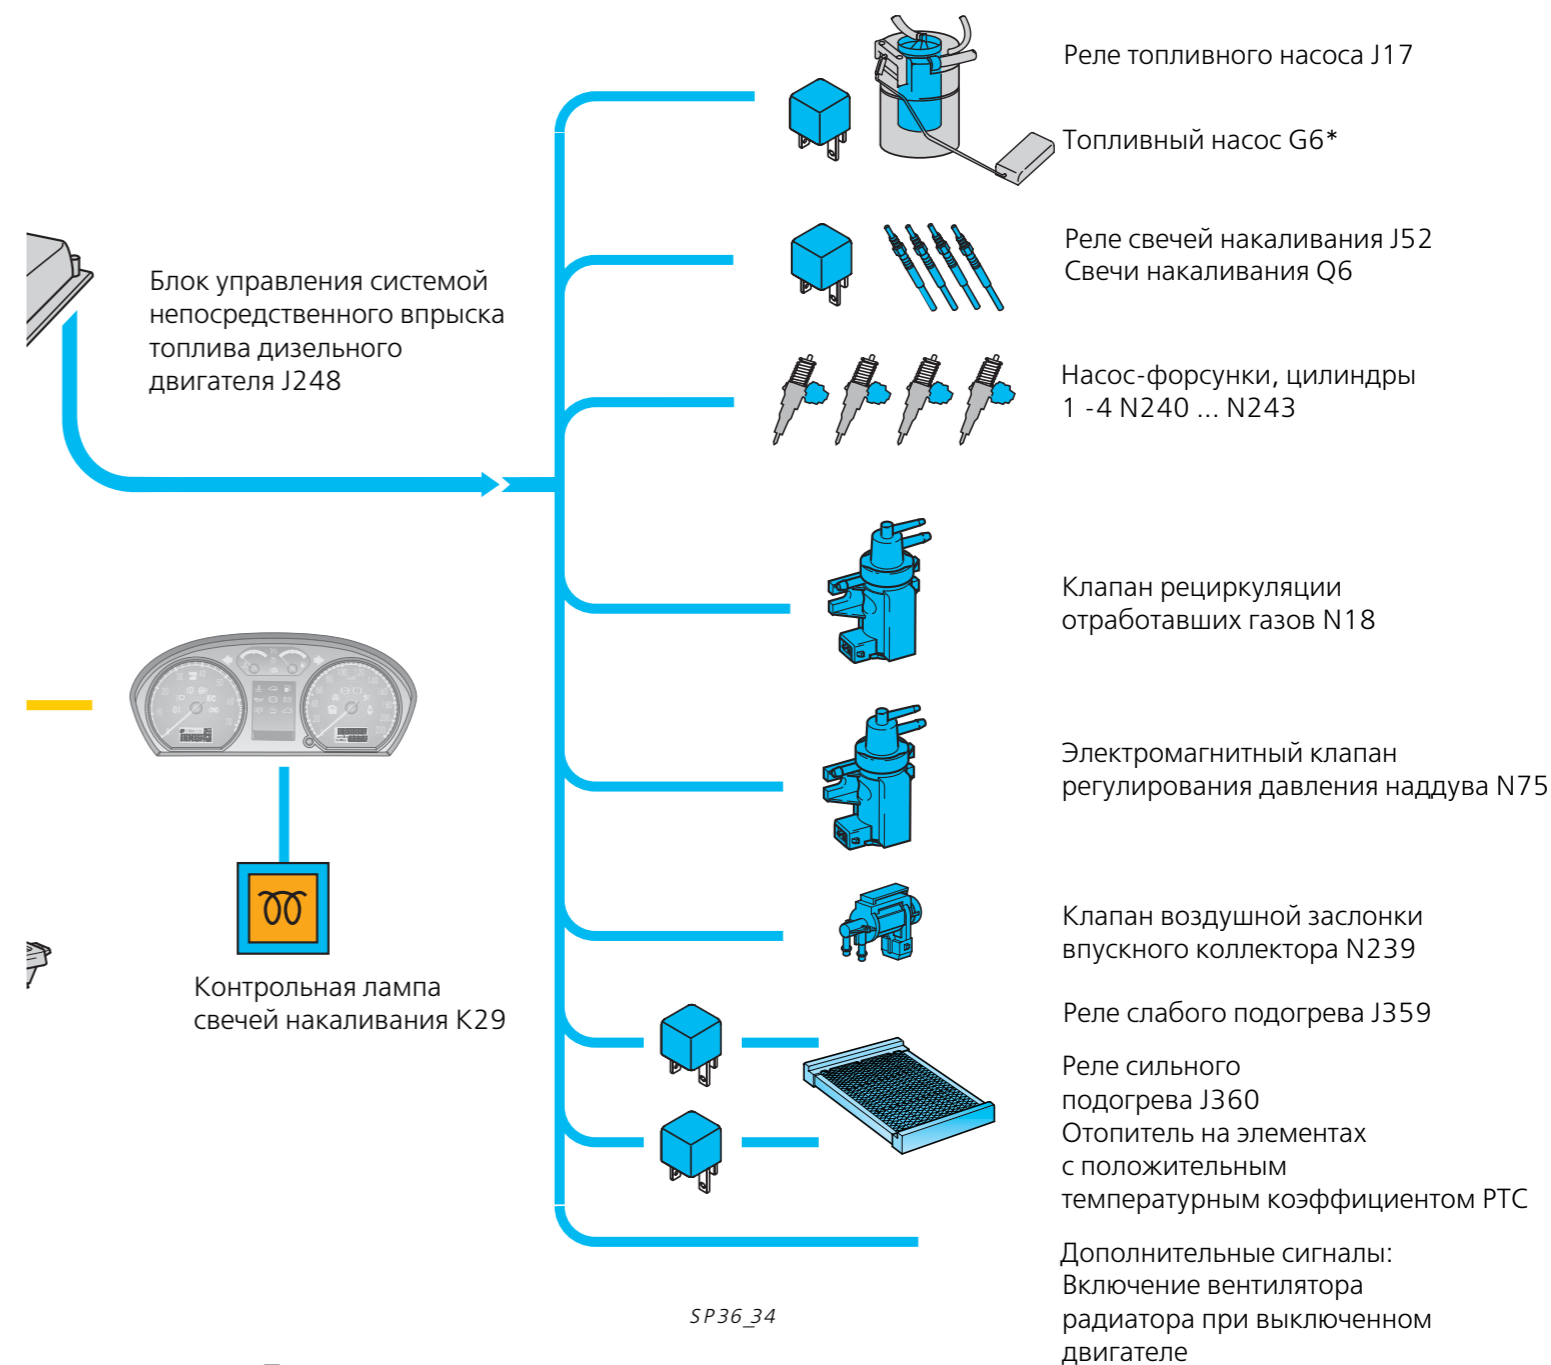 Реле топливного насоса J17
Топливный насос G6*
Реле свечей накаливания J52
Свечи накаливания Q6
Блок управления системой
непосредственного впрыска
топлива дизельного
двигателя J248
Насос-форсунки, цилиндры
1 -4 N240 ... N243
Клапан рециркуляции
отработавших газов N18
Электромагнитный клапан
регулирования давления наддува N75
Клапан воздушной заслонки
впускного коллектора N239
Контрольная лампа
свечей накаливания K29
Реле слабого подогрева J359
Реле сильного
подогрева J360
Отопитель на элементах
с положительным
температурным коэффициентом PTC
Дополнительные сигналы:
Включение вентилятора
радиатора при выключенном
двигателе
SP36_34